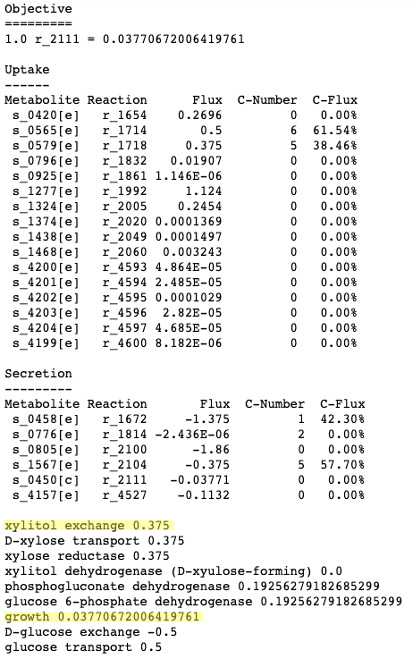 Objective
=========
1.0 r_2111 = 0.03770672006419761
Uptake
------
Metabolite Reaction Flux C-Number C-Flux
s_0420[e] r_1654 0.2696 0 0.00%
s_0565[e] r_1714 0.5 6 61.54%
s_0579[e] r_1718 0.375 5 38.46%
s_0796[e] r_1832 0.01907 0 0.00%
s_0925[e] r_1861 1.146E-06 0 0.00%
s_1277[e] r_1992 1.124 0 0.00%
s_1324[e] r_2005 0.2454 0 0.00%
s_1374[e] r_2020 0.0001369 0 0.00%
s_1438[e] r_2049 0.0001497 0 0.00%
s_1468[e] r_2060 0.003243 0 0.00%
s_4200[e] r_4593 4.864E-05 0 0.00%
s_4201[e] r_4594 2.485E-05 0 0.00%
s_4202[e] r_4595 0.0001029 0 0.00%
s_4203[e] r_4596 2.82E-05 0 0.00%
s_4204[e] r_4597 4.685E-05 0 0.00%
s_4199[e] r_4600 8.182E-06 0 0.00%
Secretion
---------
Metabolite Reaction Flux C-Number C-Flux
s_0458[e] r_1672 -1.375 1 42.30%
s_0776[e] r_1814 -2.436E-06 2 0.00%
s_0805[e] r_2100 -1.86 0 0.00%
s_1567[e] r_2104 -0.375 5 57.70%
s_0450[c] r_2111 -0.03771 0 0.00%
s_4157[e] r_4527 -0.1132 0 0.00%
xylitol exchange 0.375
D-xylose transport 0.375
xylose reductase 0.375
xylitol dehydrogenase (D-xyulose-forming) 0.0
phosphogluconate dehydrogenase 0.19256279182685299
glucose 6-phosphate dehydrogenase 0.19256279182685299
growth 0.03770672006419761
D-glucose exchange -0.5
glucose transport 0.5